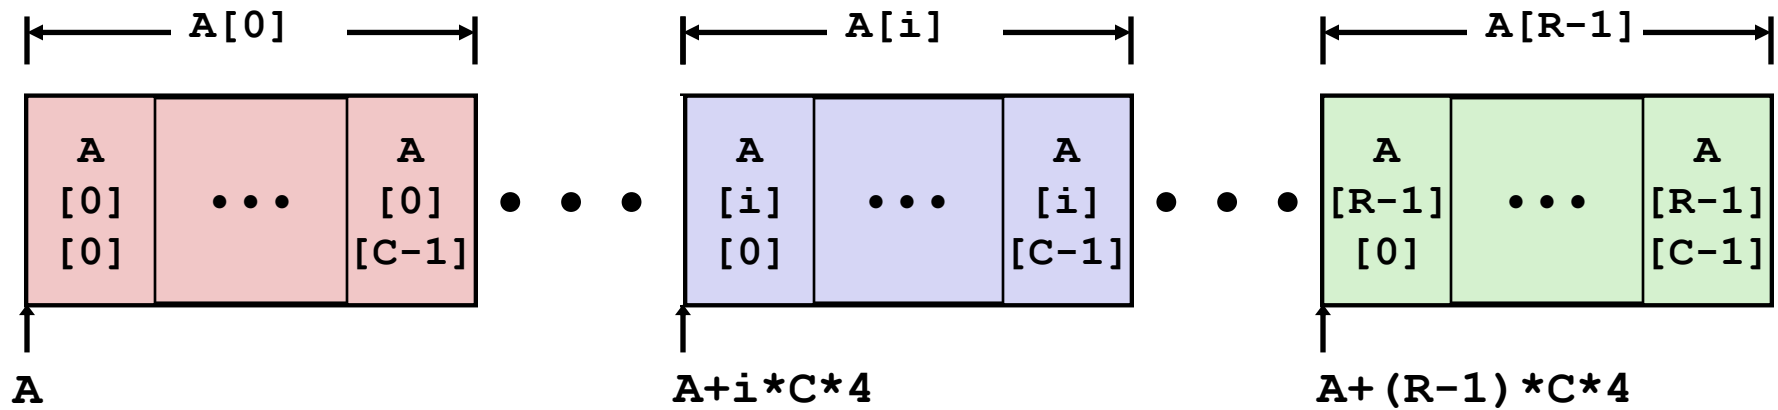 A[0] A[i] A[R-1]
A A A A A A
[0] ••• [0] • • • [i] ••• [i] • • • [R-1] ••• [R-1]
[0] [C-1] [0] [C-1] [0] [C-1]
A A+i*C*4 A+(R-1)*C*4